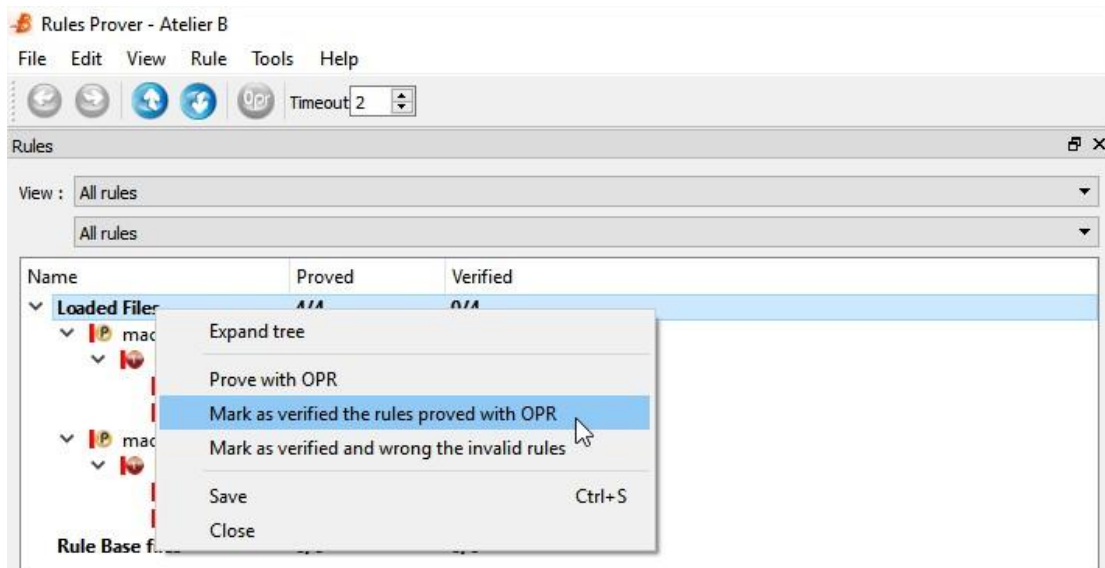 Rules Prover - Atelier B
File Edit View Rule Tools Help
Opr Timeout 2
Rules
View : All rules
All rules
Name Proved Verified
Loaded Files 4/4 0/4
mac
Expand tree
Prove with OPR
Mark as verified the rules proved with OPR
mac
Mark as verified and wrong the invalid rules
Save Ctrl+S
Close
Rule Base